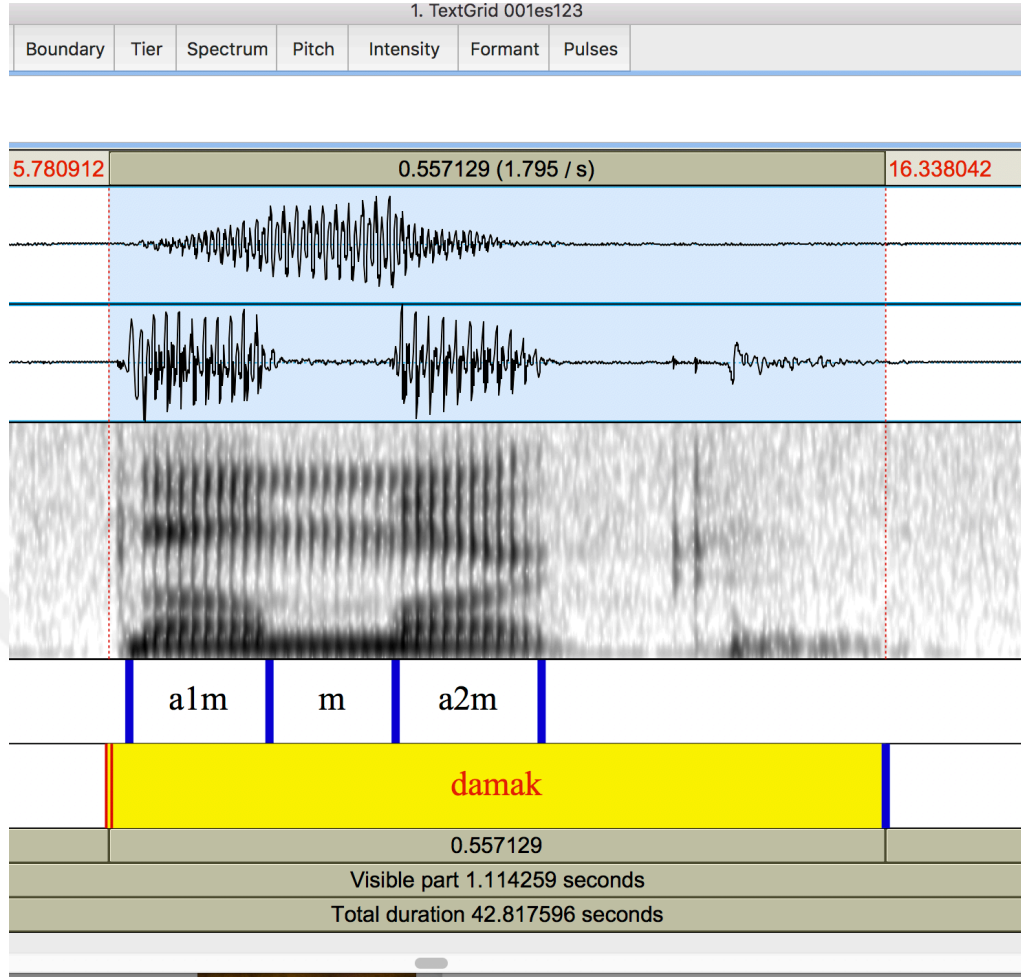 1. TextGrid 001es123
Boundary Tier Spectrum Pitch Intensity Formant Pulses
5.780912 0.557129 (1.795 / s) 16.338042
a1m m a2m
damak
0.557129
Visible part 1.114259 seconds
Total duration 42.817596 seconds